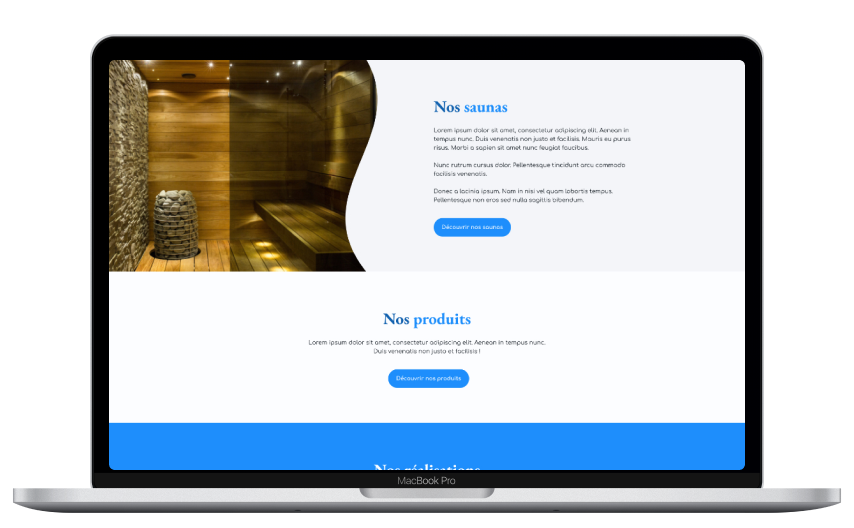 Nos saunas
Lorem ipsum dolor sit amet, consectetur adipiscing elit. Aenean in
tempus nunc. Duis venenatis non justo et facilisis. Mauris eu purus
risus. Morbi a sapien sit amet nunc feugiat faucibus.
Nunc rutrum cursus dolor. Pellentesque tincidunt arcu commodo
facilisis venenatis.
Donec a lacinia ipsum. Nam in nisi vel quam lobortis tempus.
Pellentesque non eros sed nulla sagittis bibendum.
Découvrir nos saunas
Nos produits
Lorem ipsum dolor sit amet, consectetur adipiscing elit. Aenean in tempus nunc.
Duis venenatis non justo et facilisis !
Découvrir nos produits
Nos réalisations
MacBook Pro